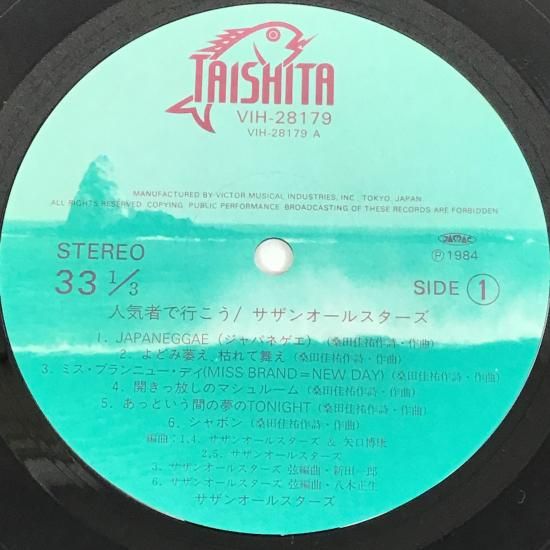 TAISHITA
VIH-28179
VIH-28179 A
MANUFACTURED BY VICTOR MUSICAL INDUSTRIES, INC., TOKYO, JAPAN
ALL RIGHTS RESERVED. COPYING, PUBLIC PERFORMANCE, BROADCASTING OF THESE RECORDS ARE FORBIDDEN
STEREO
33 1/3
JASRAC
Ⓟ1984
SIDE 1
人気者で行こう/サザンオールスターズ
1. JAPANEGGAE (ジャパネゲエ) (桑田佳祐作詩・作曲)
2. よどみ萎え、枯れて舞え (桑田佳祐作詩・作曲)
3. ミス・ブランニュー・デイ(MISS BRAND=NEW DAY) (桑田佳祐作詩・作曲)
4. 開きっ放しのマシュルーム (桑田佳祐作詩・作曲)
5. あっという間の夢のTONIGHT (桑田佳祐作詩・作曲)
6. シャボン (桑田佳祐作詩・作曲)
編曲：1.4. サザンオールスターズ & 矢口博康
2.5. サザンオールスターズ
3. サザンオールスターズ 弦編曲・新田一郎
6. サザンオールスターズ 弦編曲・八木正生
サザンオールスターズ